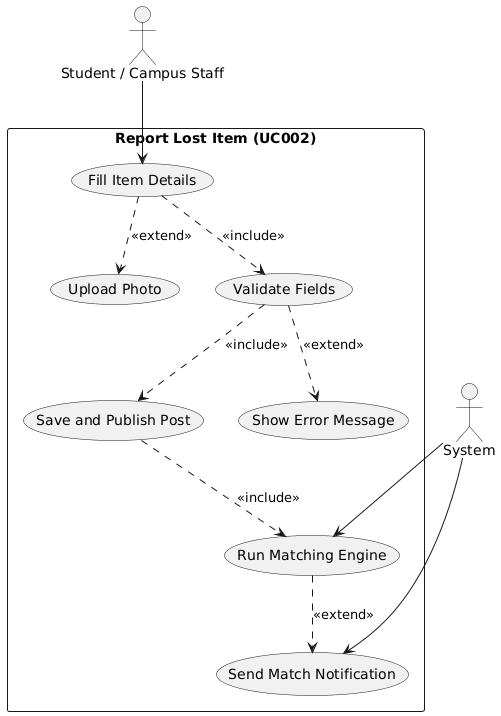 Student / Campus Staff
Report Lost Item (UC002)
Fill Item Details
«extend»
«include»
Upload Photo
Validate Fields
«include»
«extend»
Save and Publish Post
Show Error Message
System
«include»
Run Matching Engine
«extend»
Send Match Notification